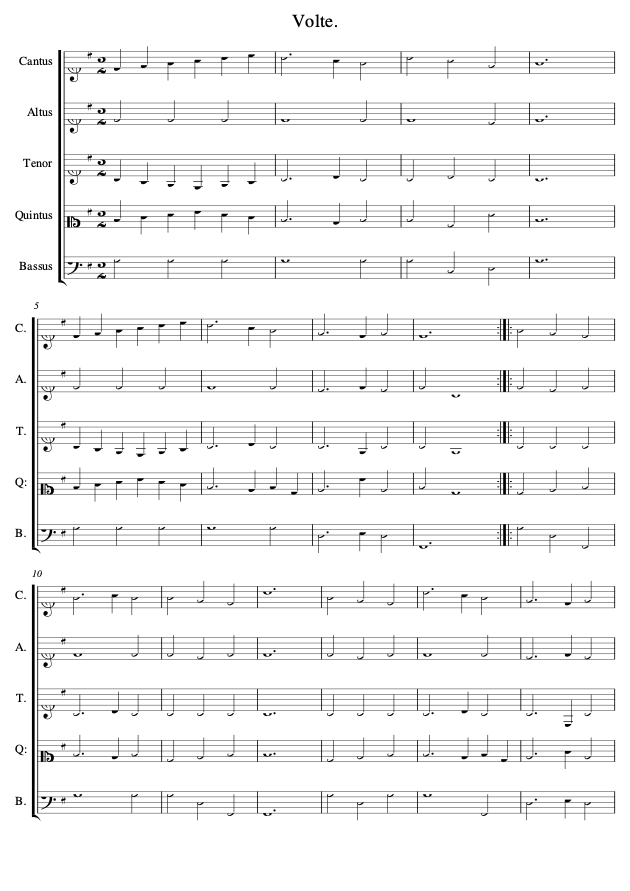 Volte.
Cantus
Altus
Tenor
Quintus
Bassus
5
C.
A.
T.
Q:
B.
10
C.
A.
T.
Q:
B.